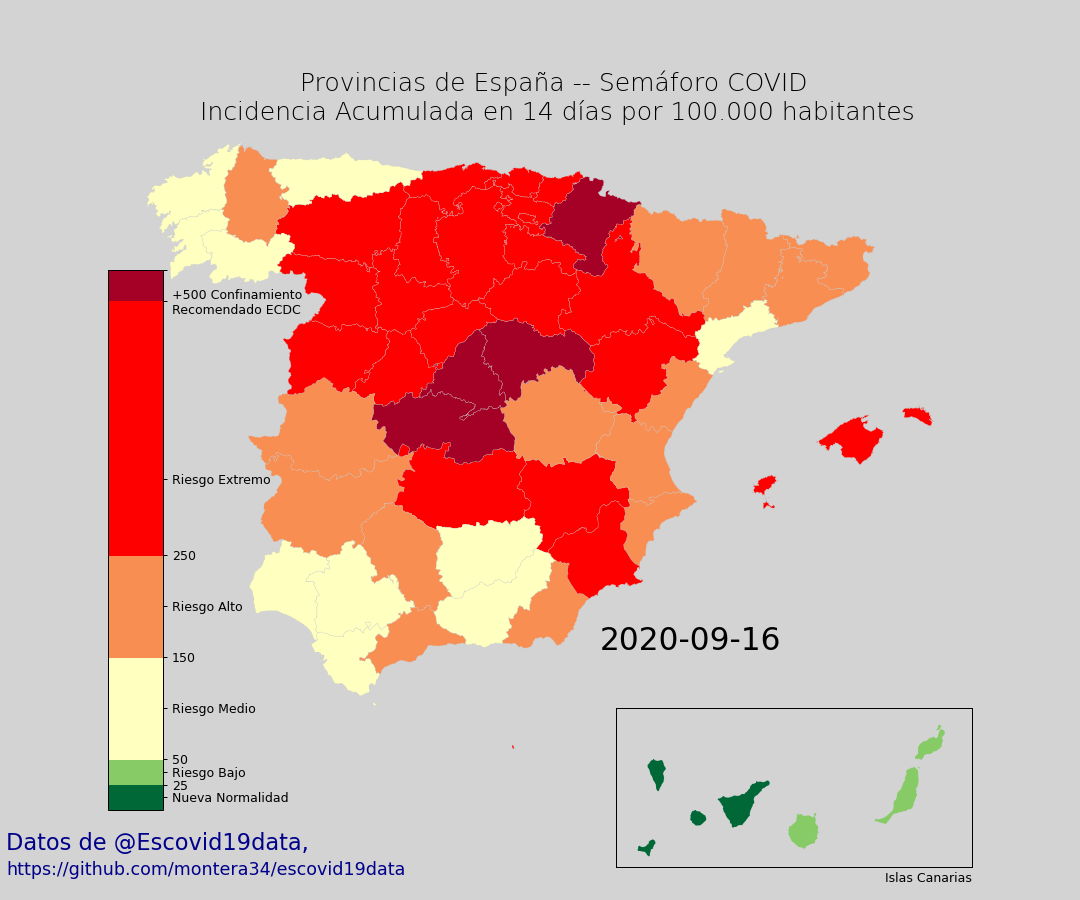 Provincias de España -- Semáforo COVID
Incidencia Acumulada en 14 días por 100.000 habitantes
+500 Confinamiento
Recomendado ECDC
Riesgo Extremo
250
Riesgo Alto
150
Riesgo Medio
50
Riesgo Bajo
25
Nueva Normalidad
2020-09-16
Islas Canarias
Datos de @Escovid19data,
https://github.com/montera34/escovid19data